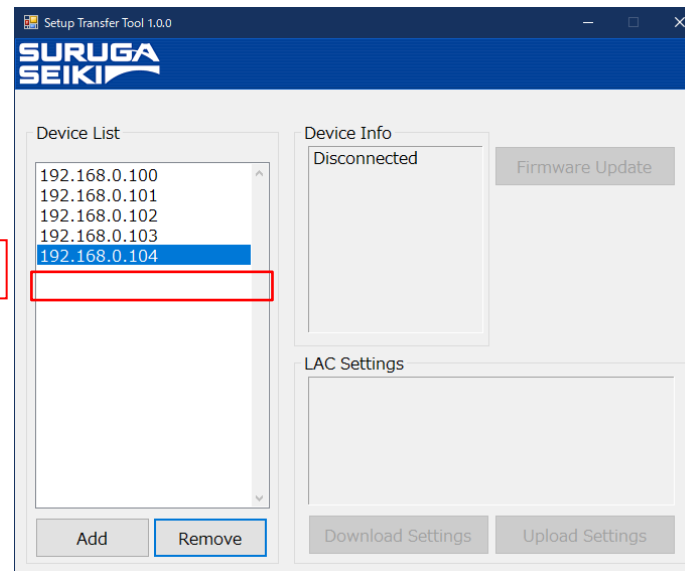 Setup Transfer Tool 1.0.0
SURUGA
SEIKI
Device List
192.168.0.100
192.168.0.101
192.168.0.102
192.168.0.103
192.168.0.104
Add
Remove
Device Info
Disconnected
Firmware Update
LAC Settings
Download Settings
Upload Settings